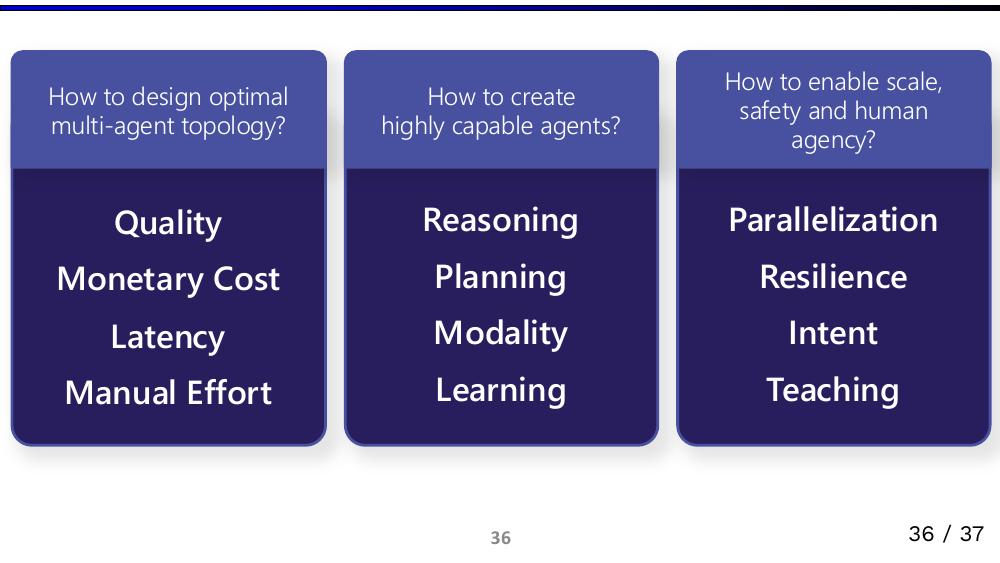 How to design optimal
multi-agent topology?
Quality
Monetary Cost
Latency
Manual Effort
How to create
highly capable agents?
Reasoning
Planning
Modality
Learning
How to enable scale,
safety and human
agency?
Parallelization
Resilience
Intent
Teaching
36
36 / 37